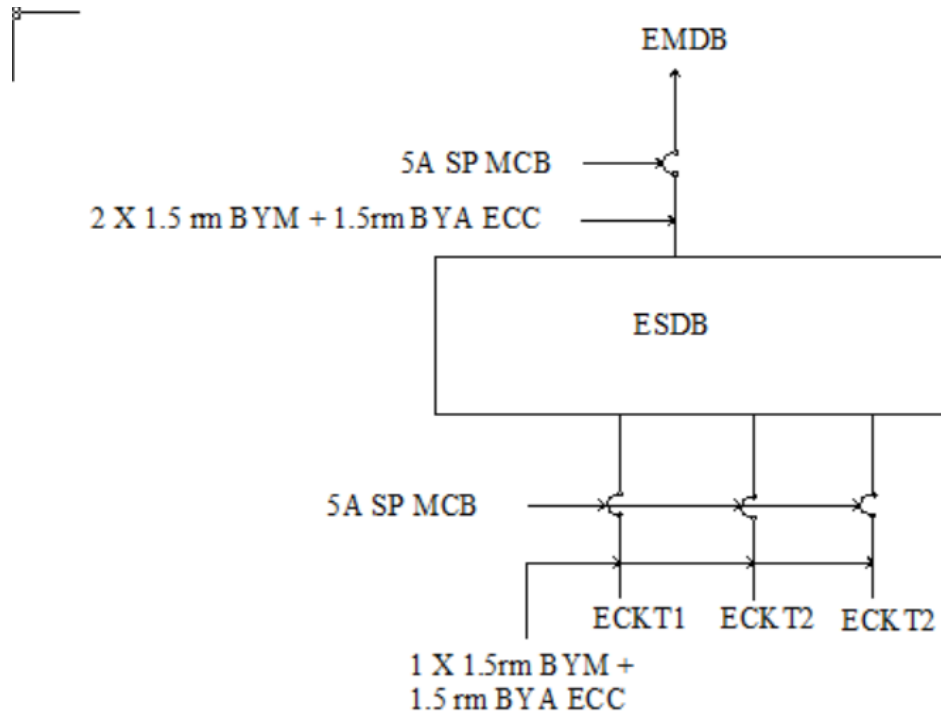 EMDB
5A SP MCB
2 X 1.5 rm BYM + 1.5rm BYA ECC
ESDB
5A SP MCB
ECKT1 ECKT2 ECKT2
1 X 1.5rm BYM +
1.5 rm BYA ECC